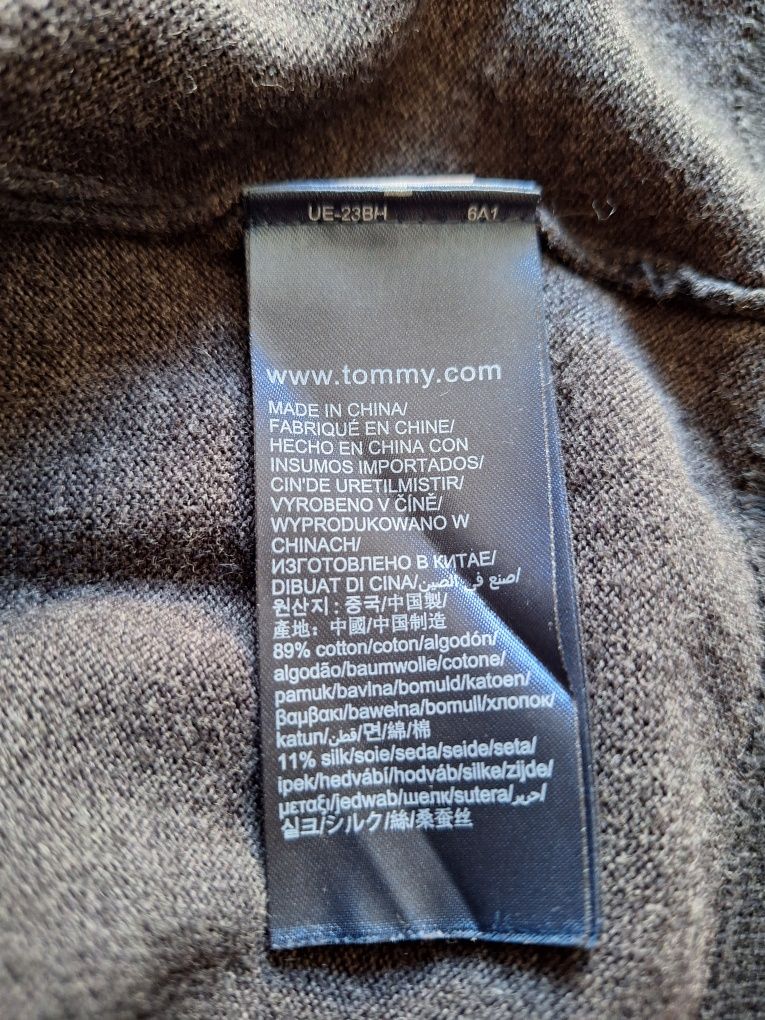 UE-23BH 6A1
www.tommy.com
MADE IN CHINA/
FABRIQUÉ EN CHINE/
HECHO EN CHINA CON
INSUMOS IMPORTADOS/
CIN'DE URETILMISTIR/
VYROBENO V ČÍNĚ/
WYPRODUKOWANO W
CHINACH/
ИЗГОТОВЛЕНО В КИТАЕ/
DIBUAT DI CINA/صنع في الصين/
원산지 : 중국/中国製/
產地：中國/中国制造
89% cotton/coton/algodón/
algodão/baumwolle/cotone/
pamuk/bavlna/bomuld/katoen/
βαμβακι/bawełna/bomull/хлопок/
katun/قطن/면/綿/棉
11% silk/soie/seda/seide/seta/
ipek/hedvábí/hodváb/silke/zijde/
μεταξι/jedwab/шелк/sutera/حرير/
실크/シルク/絲/桑蚕丝